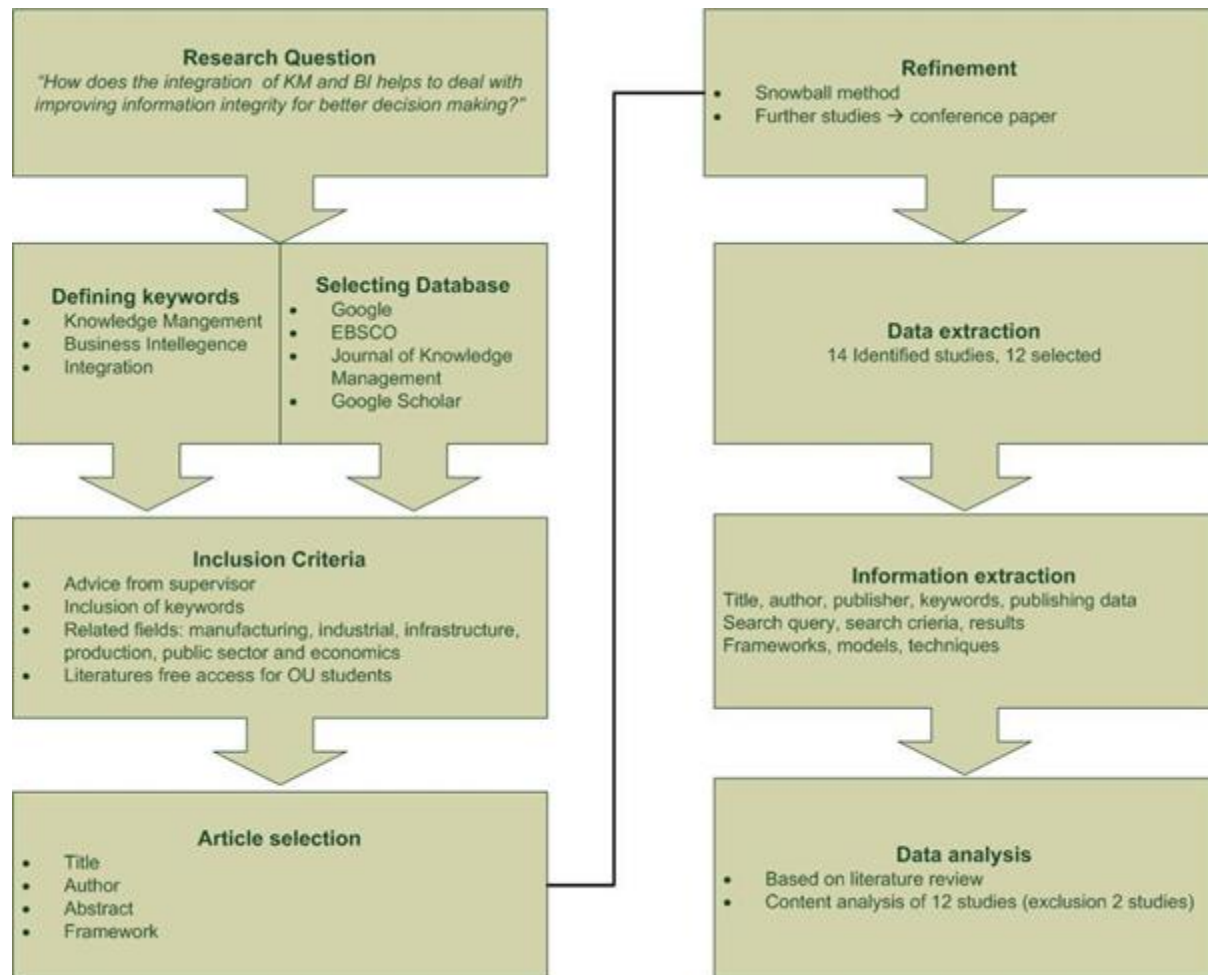 Research Question
“How does the integration of KM and BI helps to deal with
improving information integrity for better decision making?”
Defining keywords
• Knowledge Mangement
• Business Intellegence
• Integration
Selecting Database
• Google
• EBSCO
• Journal of Knowledge
Management
• Google Scholar
Inclusion Criteria
• Advice from supervisor
• Inclusion of keywords
• Related fields: manufacturing, industrial, infrastructure,
production, public sector and economics
• Literatures free access for OU students
Article selection
• Title
• Author
• Abstract
• Framework
Refinement
• Snowball method
• Further studies → conference paper
Data extraction
14 Identified studies, 12 selected
Information extraction
Title, author, publisher, keywords, publishing data
Search query, search crieria, results
Frameworks, models, techniques
Data analysis
• Based on literature review
• Content analysis of 12 studies (exclusion 2 studies)